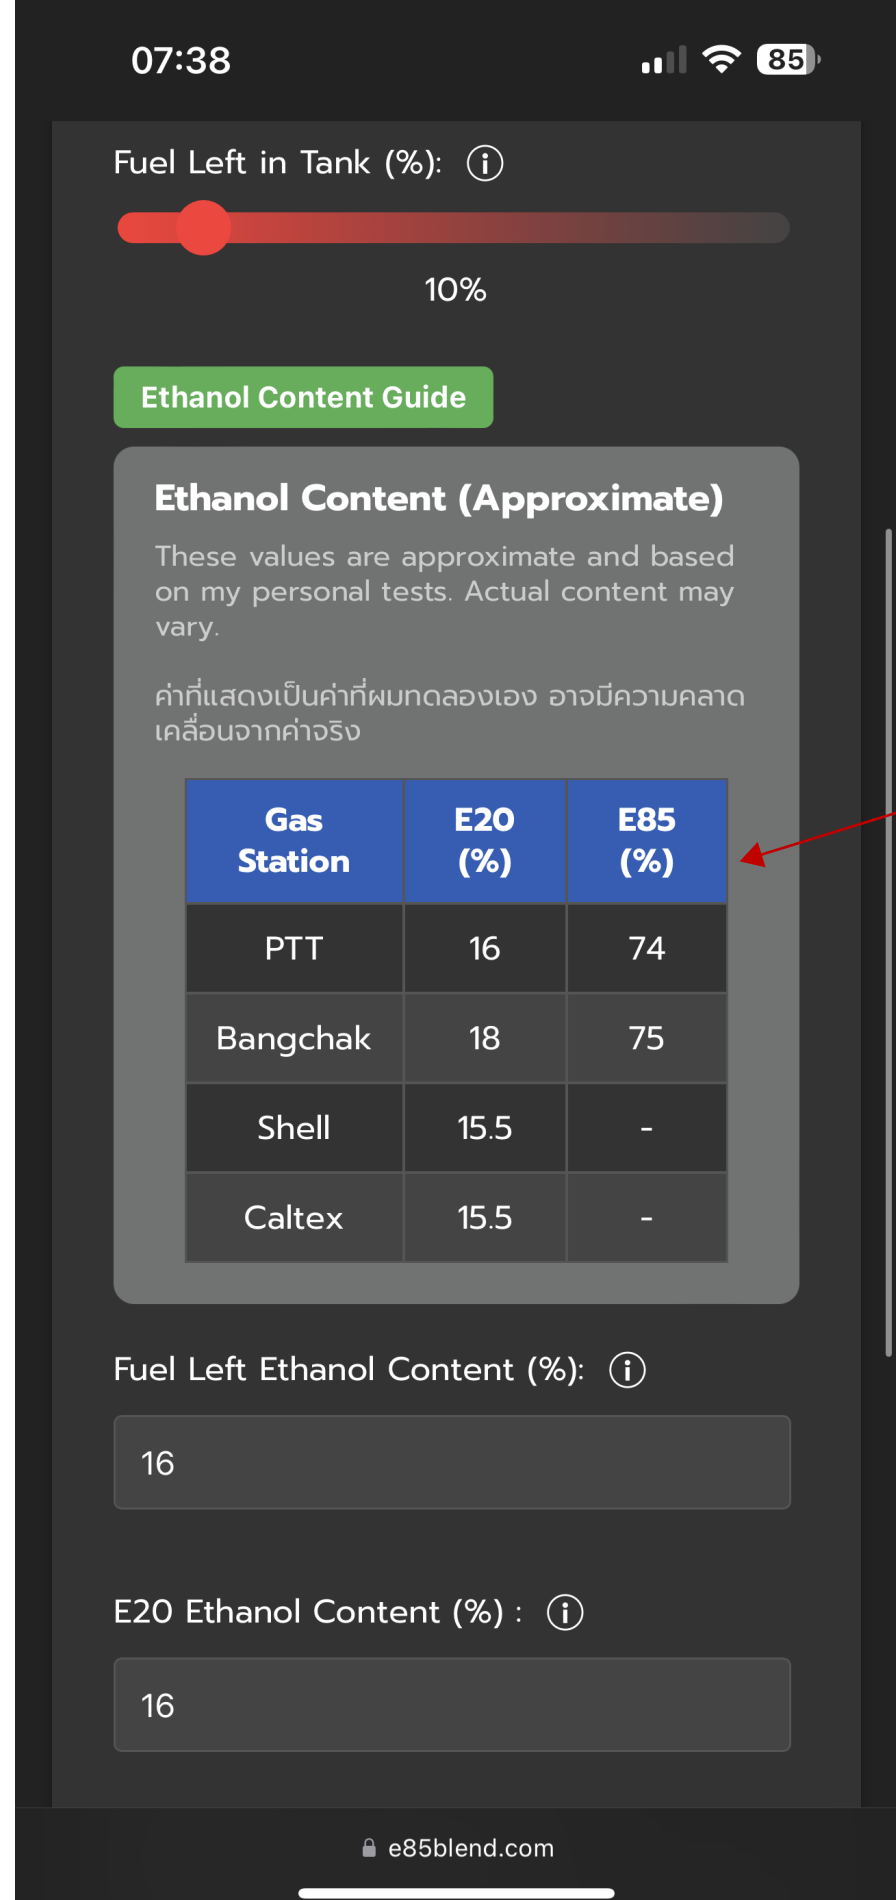 07:38
85
Fuel Left in Tank (%):
10%
Ethanol Content Guide
Ethanol Content (Approximate)
These values are approximate and based
on my personal tests. Actual content may
vary.
ค่าที่แสดงเป็นค่าที่ผมทดลองเอง อาจมีความคลาด
เคลื่อนจากค่าจริง
Gas Station E20 (%) E85 (%)
PTT 16 74
Bangchak 18 75
Shell 15.5 -
Caltex 15.5 -
Fuel Left Ethanol Content (%):
16
E20 Ethanol Content (%) :
16
e85blend.com